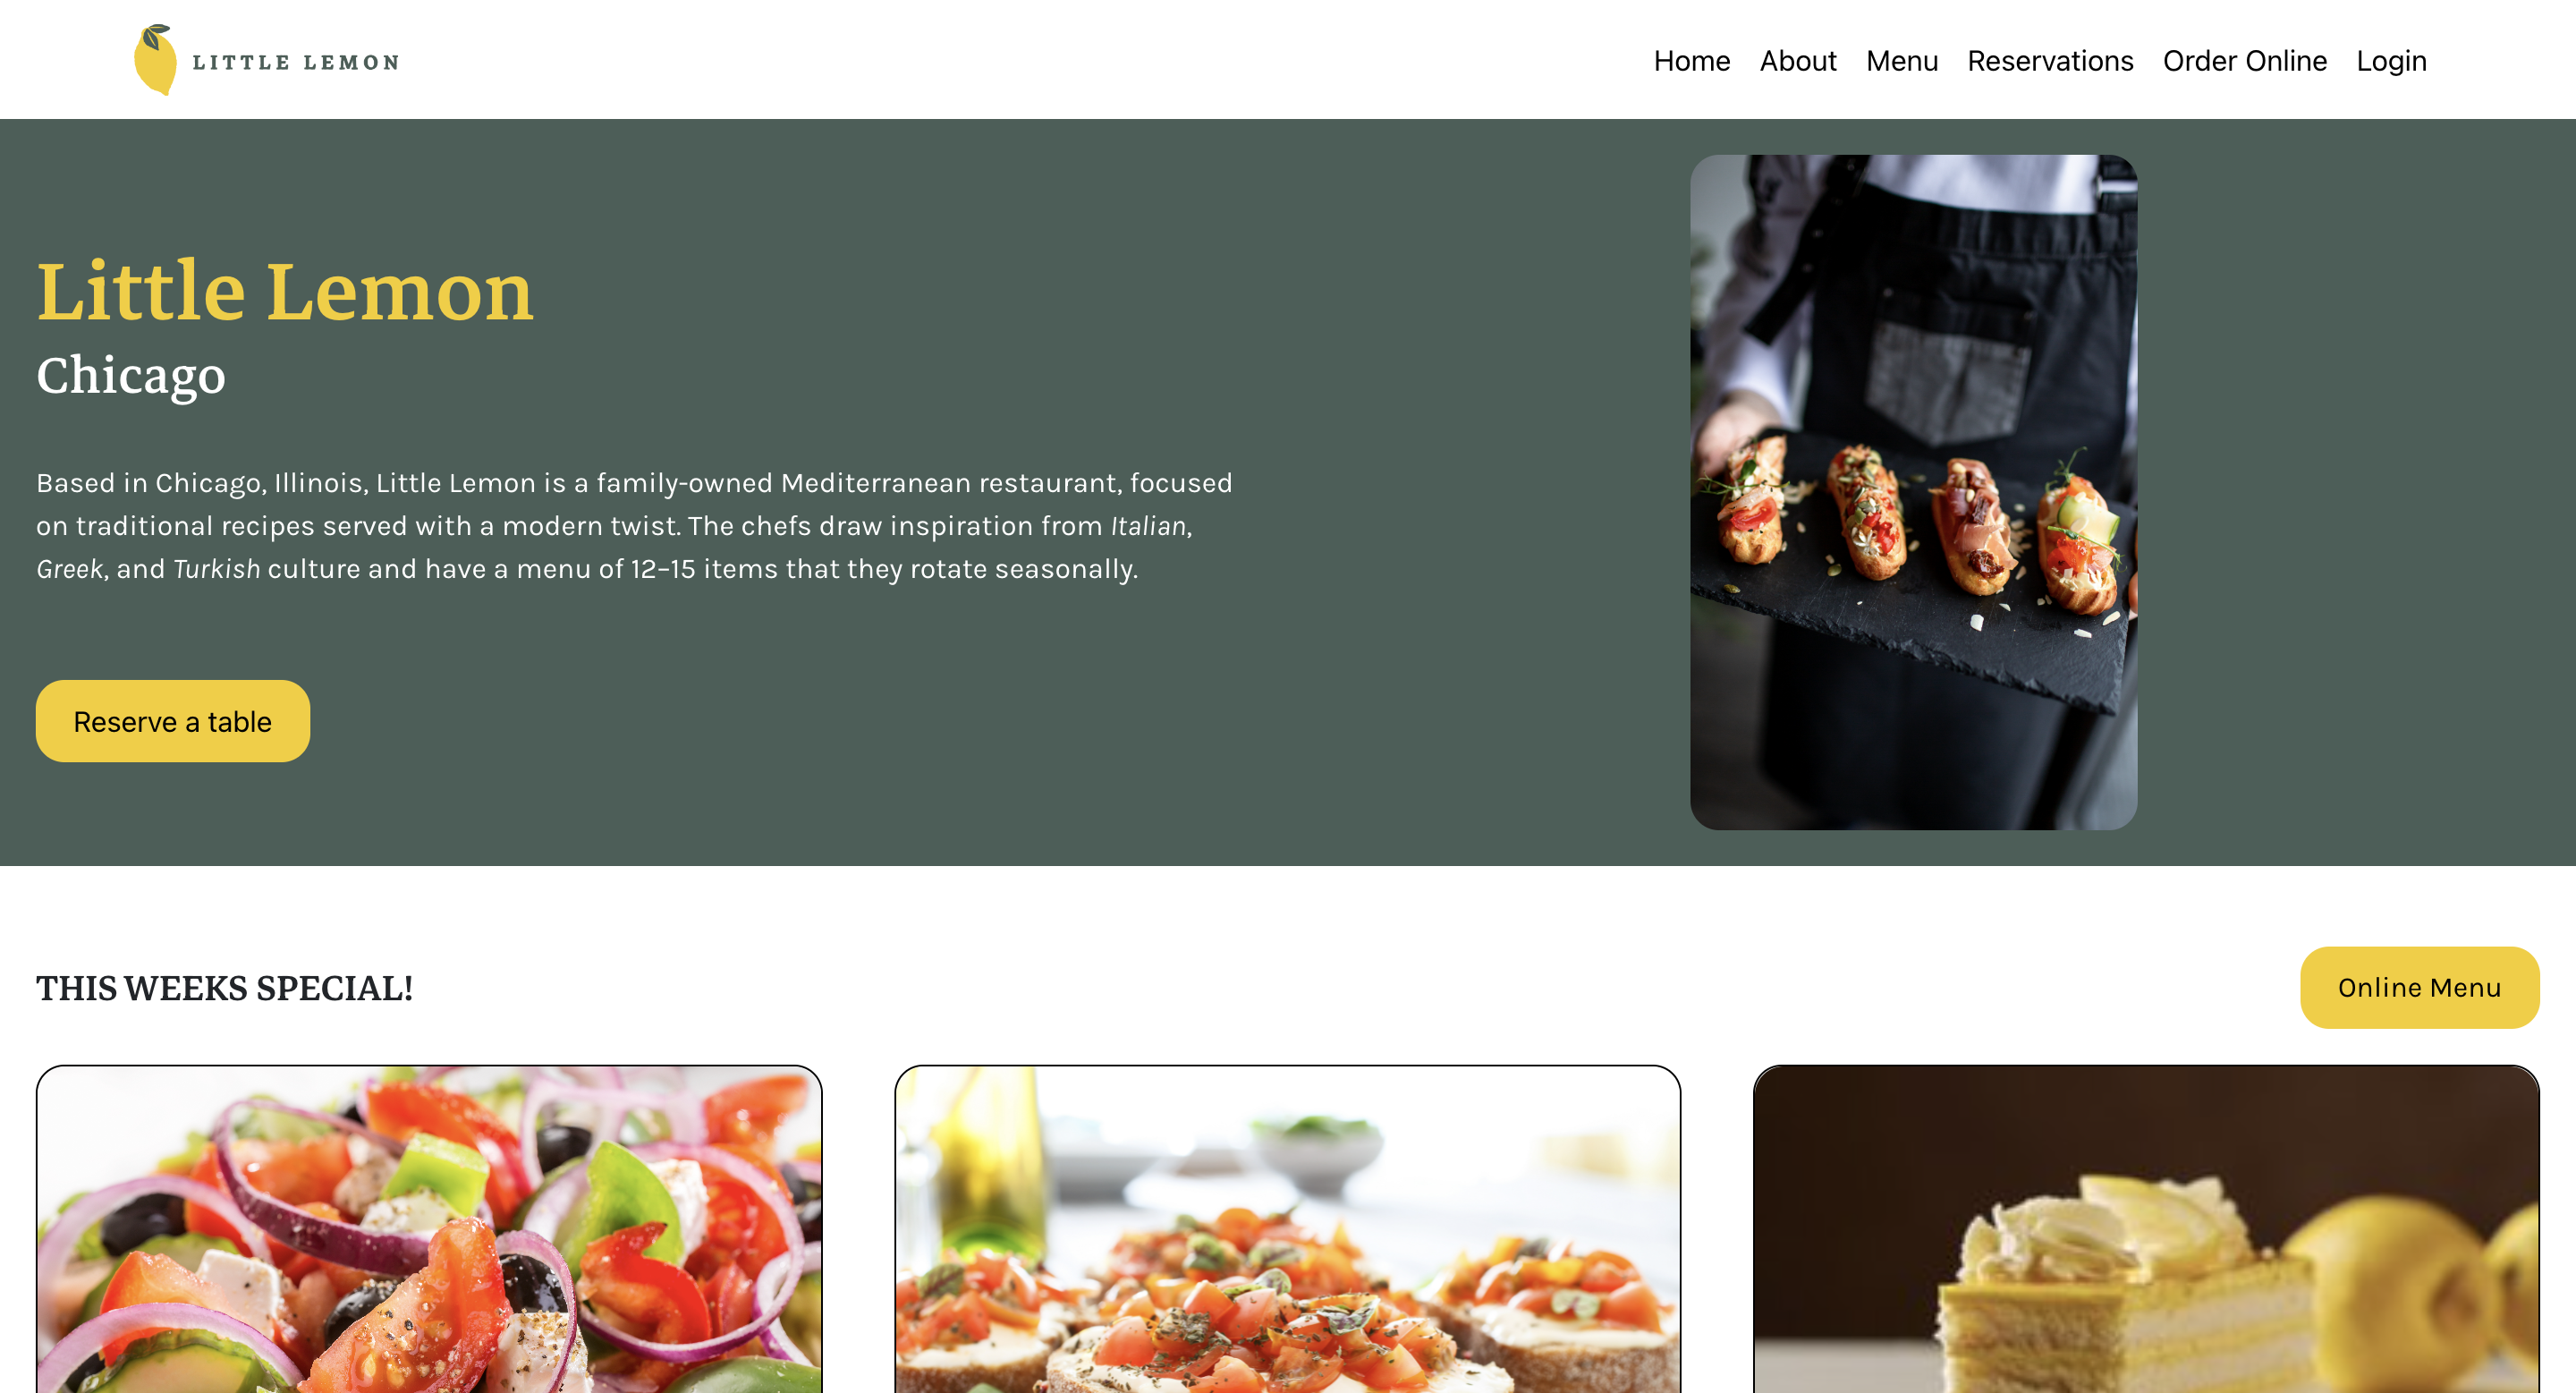 LITTLE LEMON
Home About Menu Reservations Order Online Login
Little Lemon
Chicago
Based in Chicago, Illinois, Little Lemon is a family-owned Mediterranean restaurant, focused
on traditional recipes served with a modern twist. The chefs draw inspiration from Italian,
Greek, and Turkish culture and have a menu of 12–15 items that they rotate seasonally.
Reserve a table
THIS WEEKS SPECIAL!
Online Menu